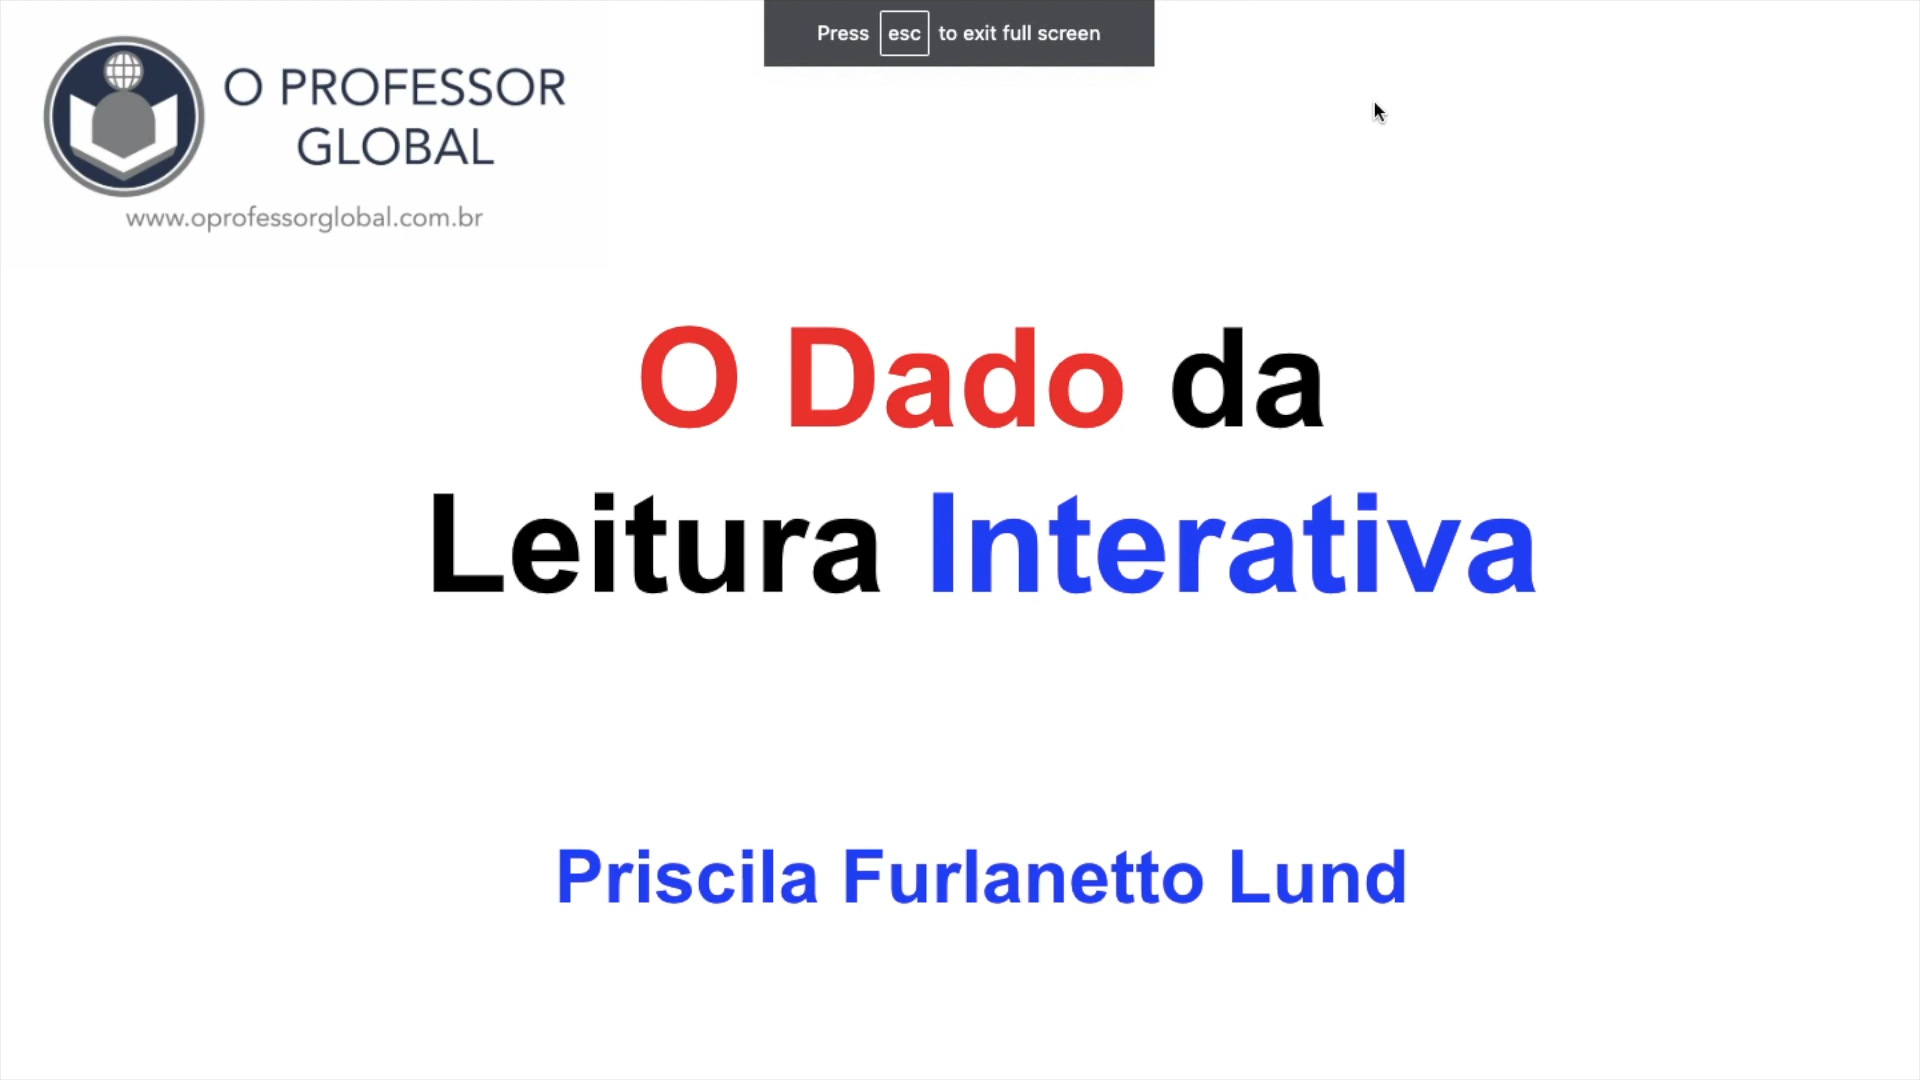 Press esc to exit full screen
O PROFESSOR
GLOBAL
www.oprofessorglobal.com.br
O Dado da
Leitura Interativa
Priscila Furlanetto Lund